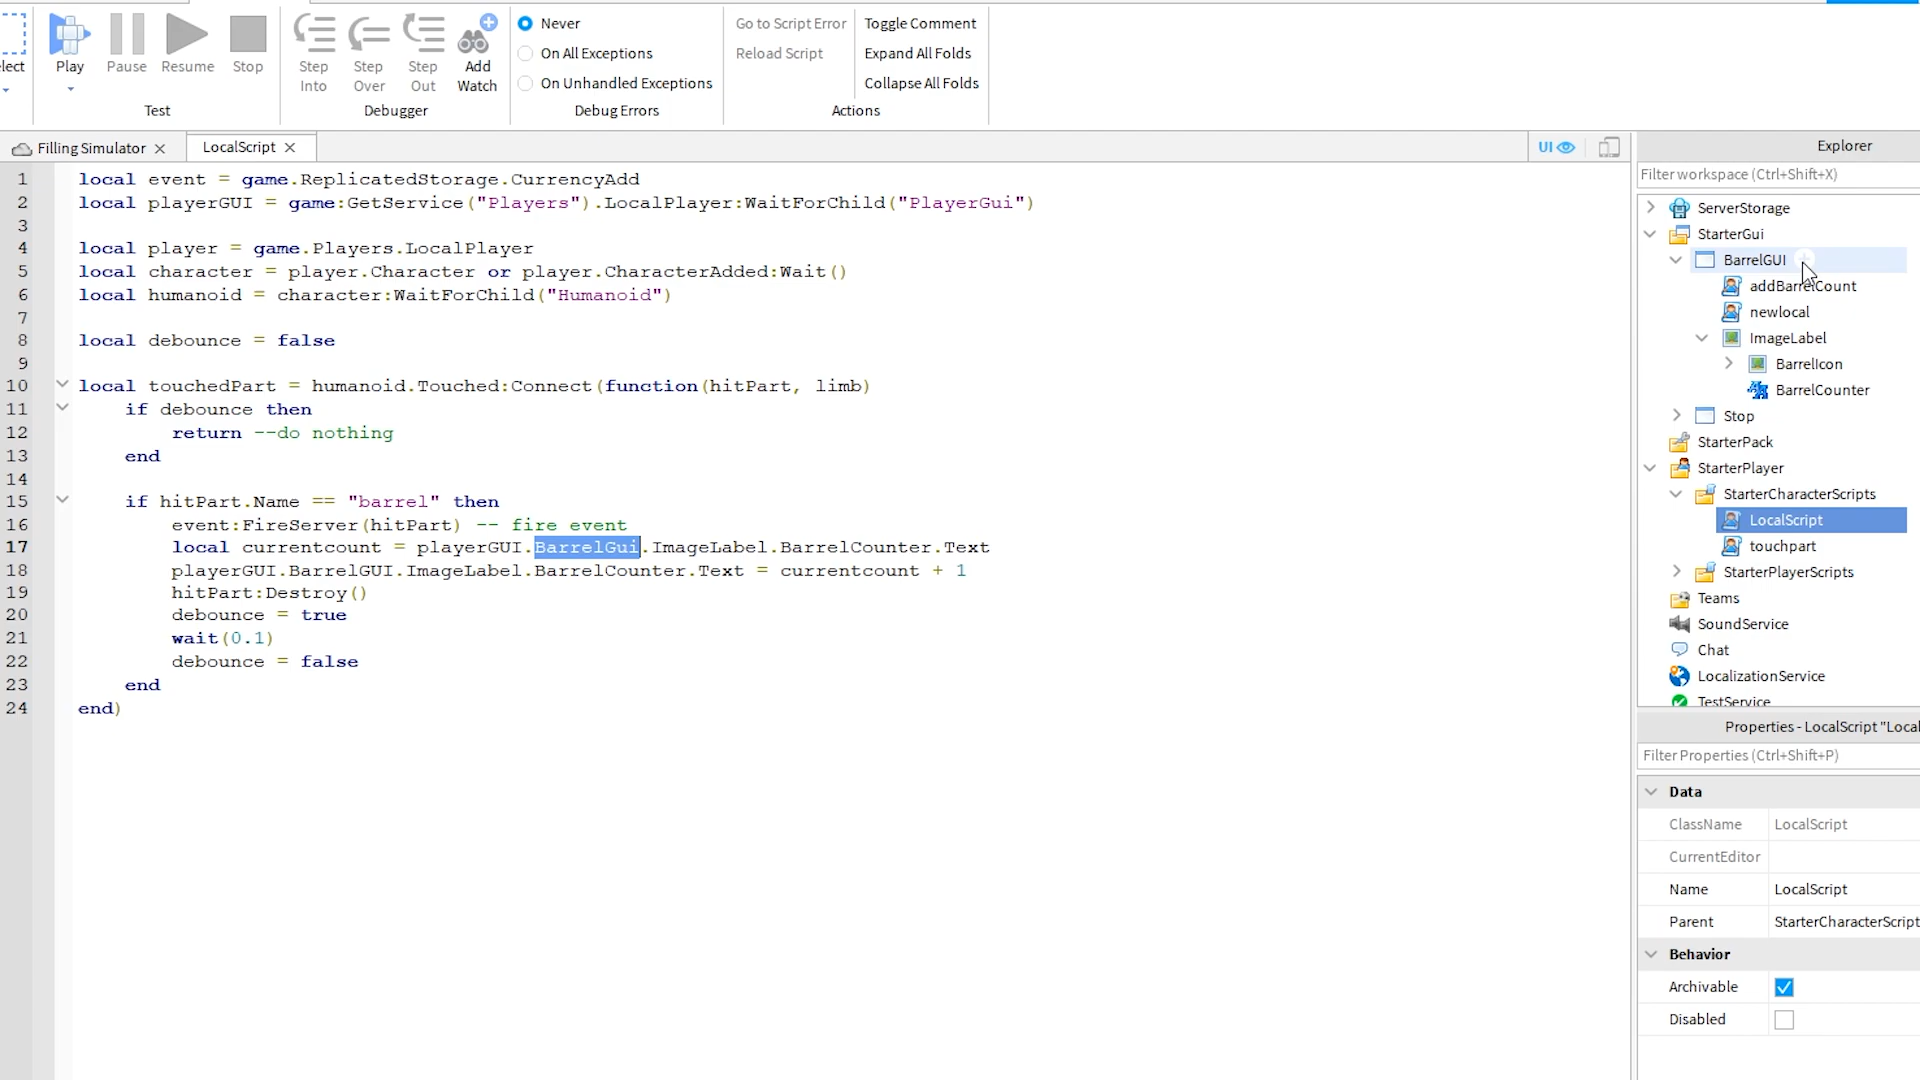 lect
Play
Pause
Resume
Stop
Test
Step Into
Step Over
Step Out
Add Watch
Debugger
Never
On All Exceptions
On Unhandled Exceptions
Debug Errors
Go to Script Error
Reload Script
Toggle Comment
Expand All Folds
Collapse All Folds
Actions
Filling Simulator
LocalScript
UI
1 local event = game.ReplicatedStorage.CurrencyAdd
2 local playerGUI = game:GetService("Players").LocalPlayer:WaitForChild("PlayerGui")
3
4 local player = game.Players.LocalPlayer
5 local character = player.Character or player.CharacterAdded:Wait()
6 local humanoid = character:WaitForChild("Humanoid")
7
8 local debounce = false
9
10 local touchedPart = humanoid.Touched:Connect(function(hitPart, limb)
11 if debounce then
12 return --do nothing
13 end
14
15 if hitPart.Name == "barrel" then
16 event:FireServer(hitPart) -- fire event
17 local currentcount = playerGUI.BarrelGui.ImageLabel.BarrelCounter.Text
18 playerGUI.BarrelGUI.ImageLabel.BarrelCounter.Text = currentcount + 1
19 hitPart:Destroy()
20 debounce = true
21 wait(0.1)
22 debounce = false
23 end
24 end)
Explorer
Filter workspace (Ctrl+Shift+X)
ServerStorage
StarterGui
BarrelGUI
addBarrelCount
newlocal
ImageLabel
BarrelIcon
BarrelCounter
Stop
StarterPack
StarterPlayer
StarterCharacterScripts
LocalScript
touchpart
StarterPlayerScripts
Teams
SoundService
Chat
LocalizationService
TestService
Properties - LocalScript "Local
Filter Properties (Ctrl+Shift+P)
Data
ClassName LocalScript
CurrentEditor
Name LocalScript
Parent StarterCharacterScript
Behavior
Archivable
Disabled